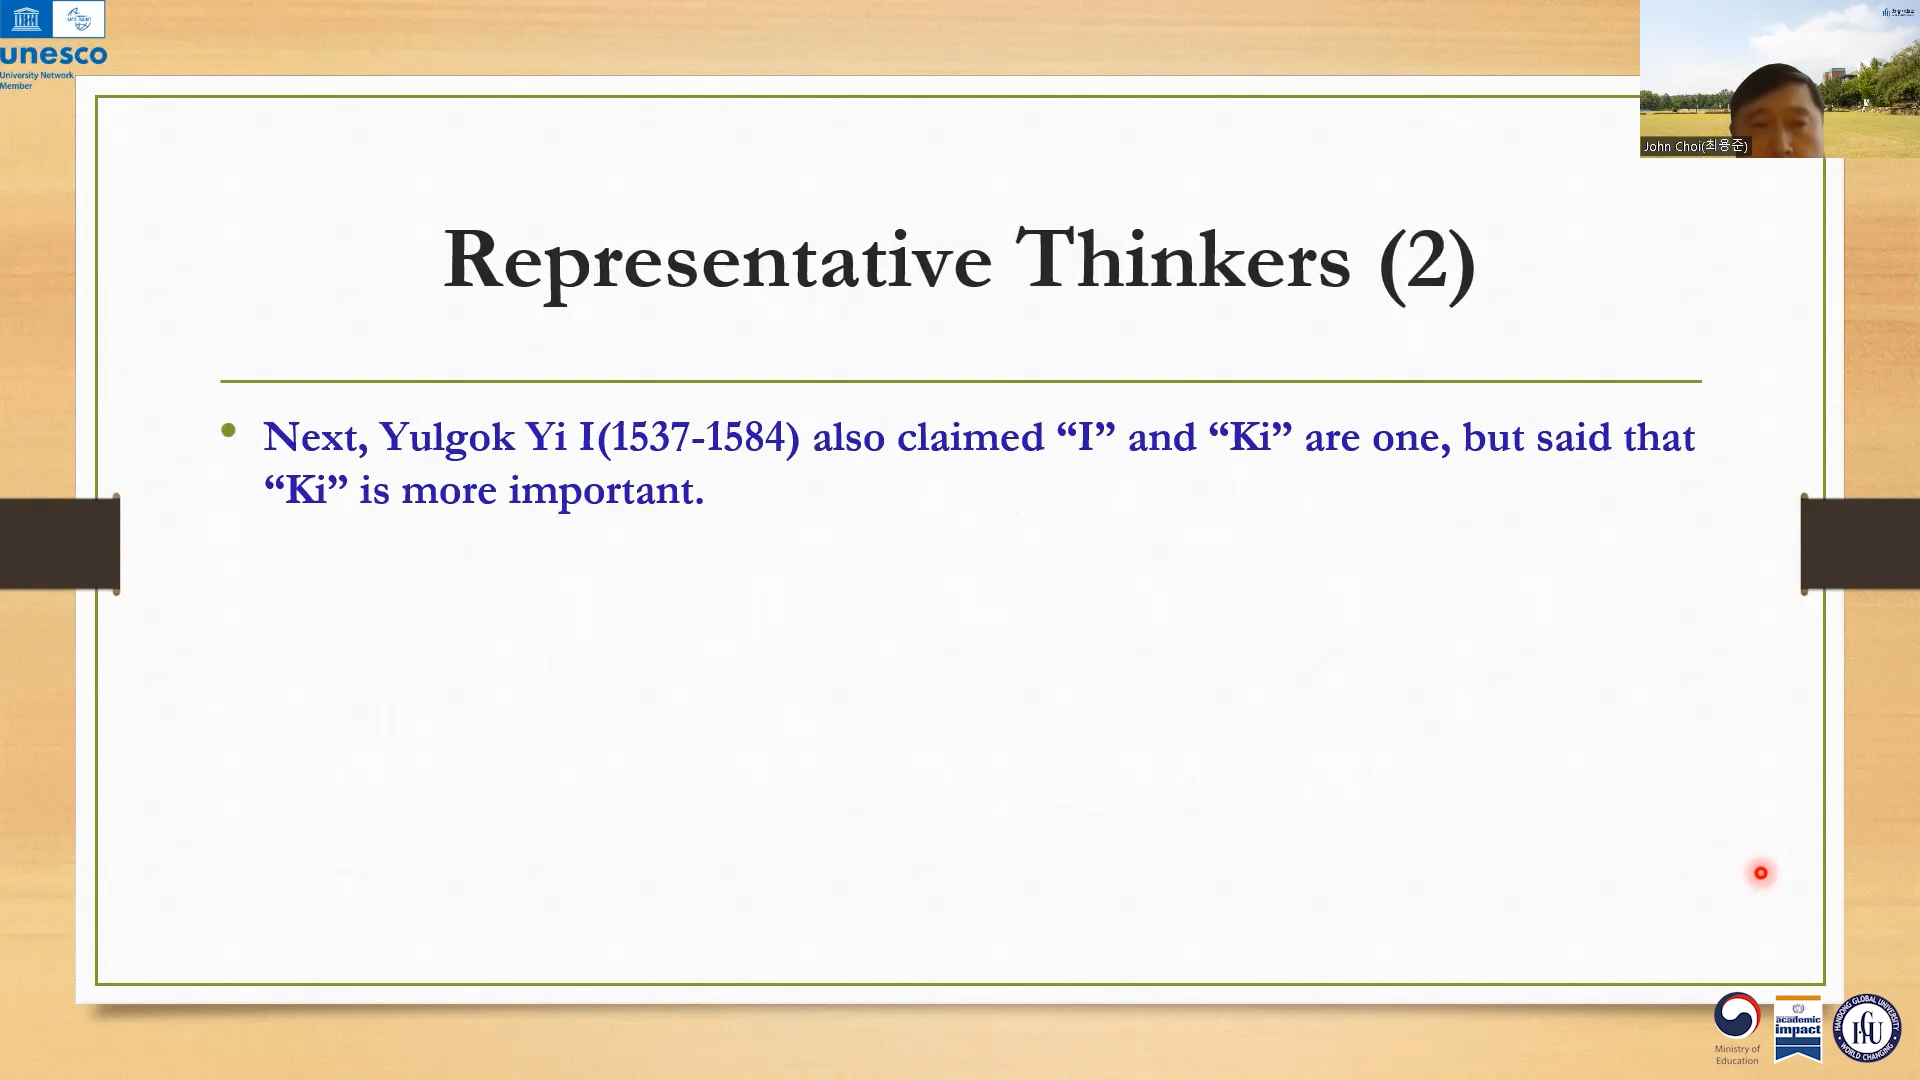 unesco
University Network
Member
John Choi(최용준)
Representative Thinkers (2)
Next, Yulgok Yi I(1537-1584) also claimed “I” and “Ki” are one, but said that
“Ki” is more important.
Ministry of
Education
academic
impact
HANDONG GLOBAL UNIVERSITY
HGU
WORLD CHANGING